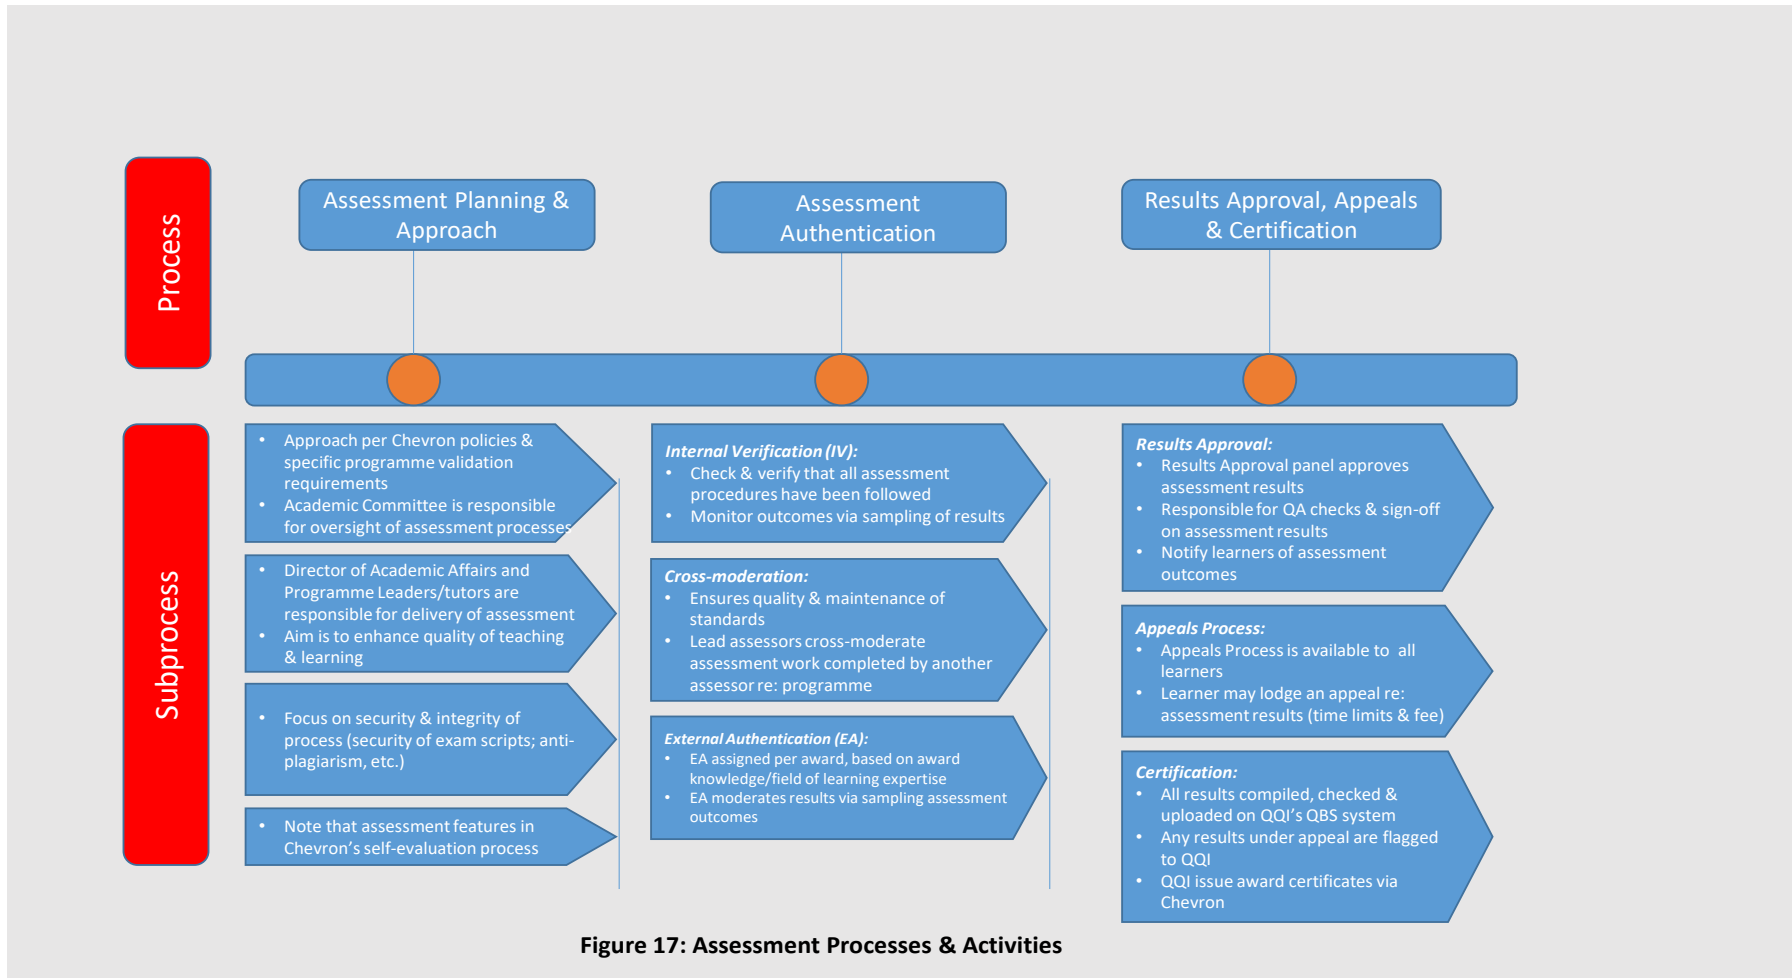 Process
Assessment Planning &
Approach
Assessment
Authentication
Results Approval, Appeals
& Certification
Subprocess
• Approach per Chevron policies &
specific programme validation
requirements
• Academic Committee is responsible
for oversight of assessment processes
• Director of Academic Affairs and
Programme Leaders/tutors are
responsible for delivery of assessment
• Aim is to enhance quality of teaching
& learning
• Focus on security & integrity of
process (security of exam scripts; anti-
plagiarism, etc.)
• Note that assessment features in
Chevron's self-evaluation process
Internal Verification (IV):
• Check & verify that all assessment
procedures have been followed
• Monitor outcomes via sampling of results
Cross-moderation:
• Ensures quality & maintenance of
standards
• Lead assessors cross-moderate
assessment work completed by another
assessor re: programme
External Authentication (EA):
• EA assigned per award, based on award
knowledge/field of learning expertise
• EA moderates results via sampling assessment
outcomes
Results Approval:
• Results Approval panel approves
assessment results
• Responsible for QA checks & sign-off
on assessment results
• Notify learners of assessment
outcomes
Appeals Process:
• Appeals Process is available to all
learners
• Learner may lodge an appeal re:
assessment results (time limits & fee)
Certification:
• All results compiled, checked &
uploaded on QQI's QBS system
• Any results under appeal are flagged
to QQI
• QQI issue award certificates via
Chevron
Figure 17: Assessment Processes & Activities